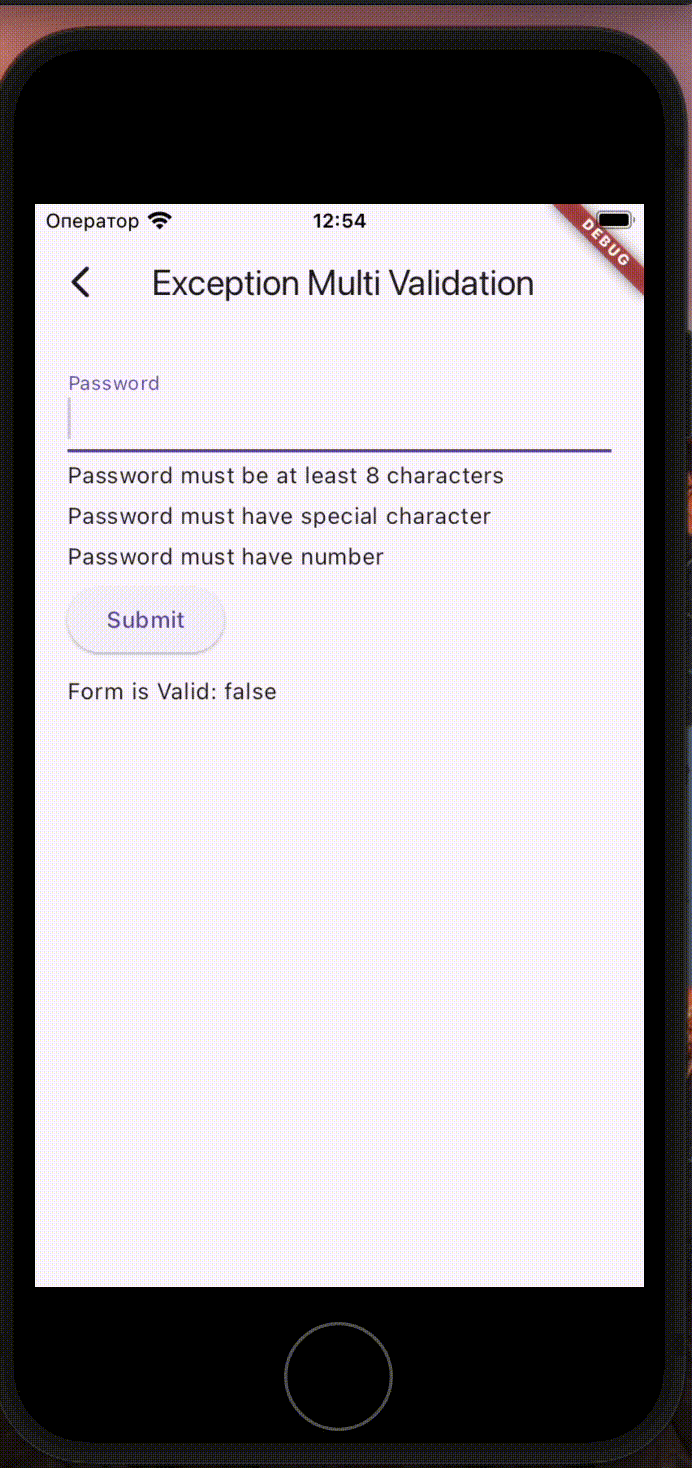 Оператор 12:54
DEBUG
Exception Multi Validation
Password
Password must be at least 8 characters
Password must have special character
Password must have number
Submit
Form is Valid: false